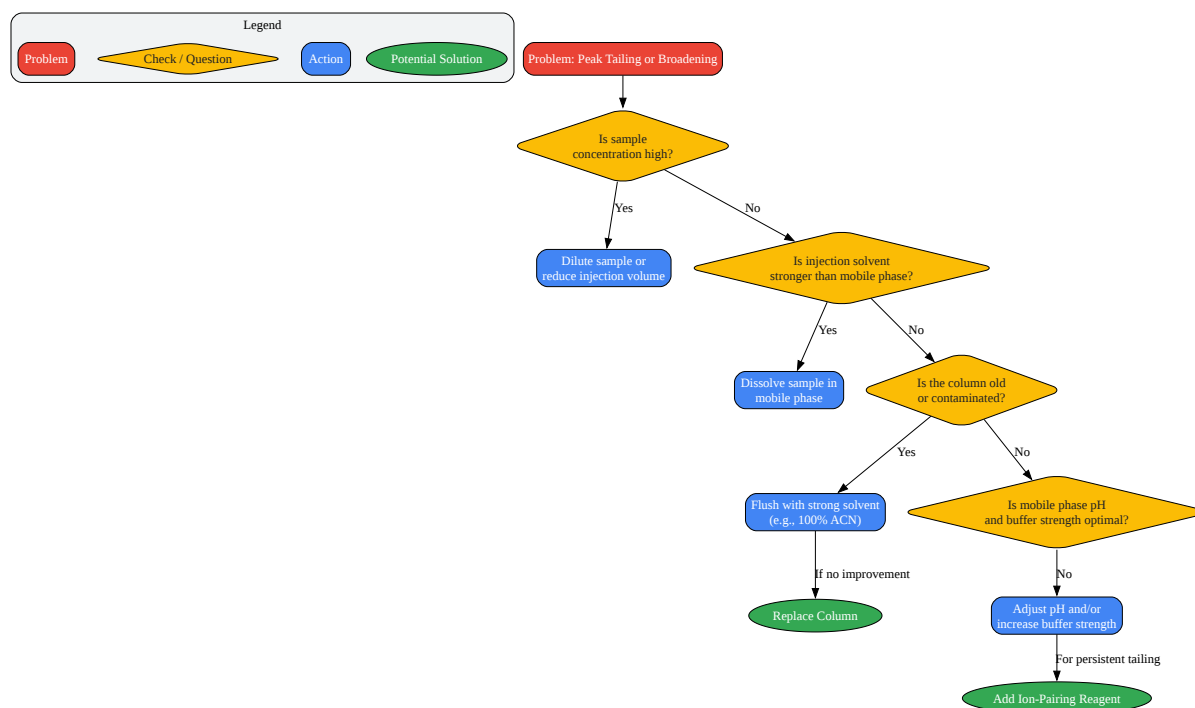 Legend
Problem
Check / Question
Action
Potential Solution
Problem: Peak Tailing or Broadening
Is sample
concentration high?
Yes
No
Dilute sample or
reduce injection volume
Is injection solvent
stronger than mobile phase?
Yes
No
Dissolve sample in
mobile phase
Is the column old
or contaminated?
Yes
No
Flush with strong solvent
(e.g., 100% ACN)
Is mobile phase pH
and buffer strength optimal?
If no improvement
No
Replace Column
Adjust pH and/or
increase buffer strength
For persistent tailing
Add Ion-Pairing Reagent